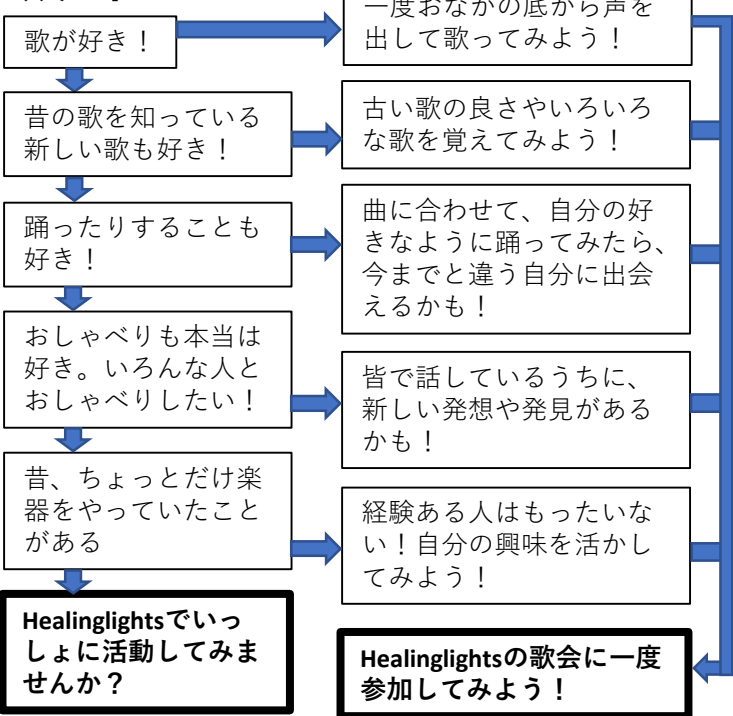 歌が好き！
一度おなかの底から声を
出して歌ってみよう！
昔の歌を知っている
新しい歌も好き！
古い歌の良さやいろいろ
な歌を覚えてみよう！
踊ったりすることも
好き！
曲に合わせて、自分の好
きなように踊ってみたら、
今までと違う自分に出会
えるかも！
おしゃべりも本当は
好き。いろんな人と
おしゃべりしたい！
皆で話しているうちに、
新しい発想や発見がある
かも！
昔、ちょっとだけ楽
器をやっていたこと
がある
経験ある人はもったいな
い！自分の興味を活かし
てみよう！
Healinglightsでいっ
しょに活動してみま
せんか？
Healinglightsの歌会に一度
参加してみよう！